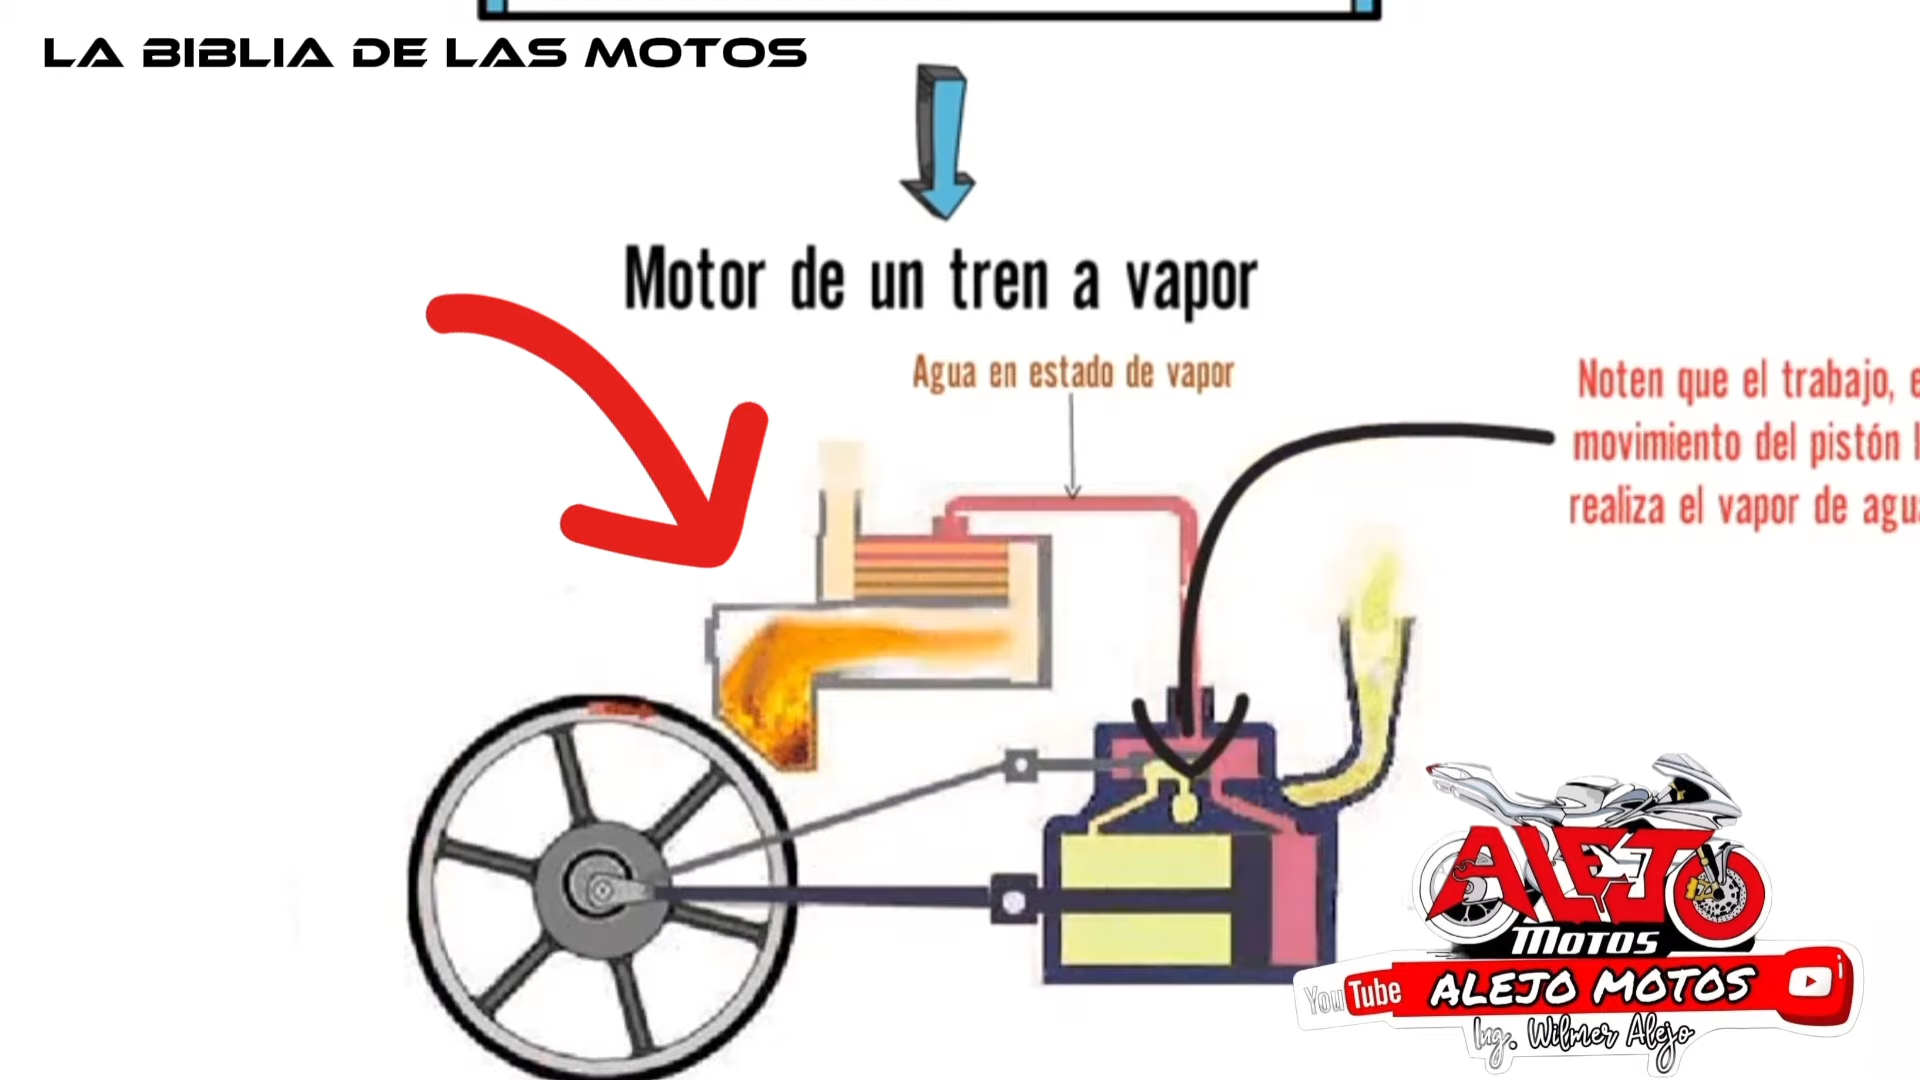 LA BIBLIA DE LAS MOTOS
Motor de un tren a vapor
Agua en estado de vapor
Noten que el trabajo, e
movimiento del pistón l
realiza el vapor de agu
ALEJO
MOTOS
YouTube ALEJO MOTOS
Ing. Wilmer Alejo